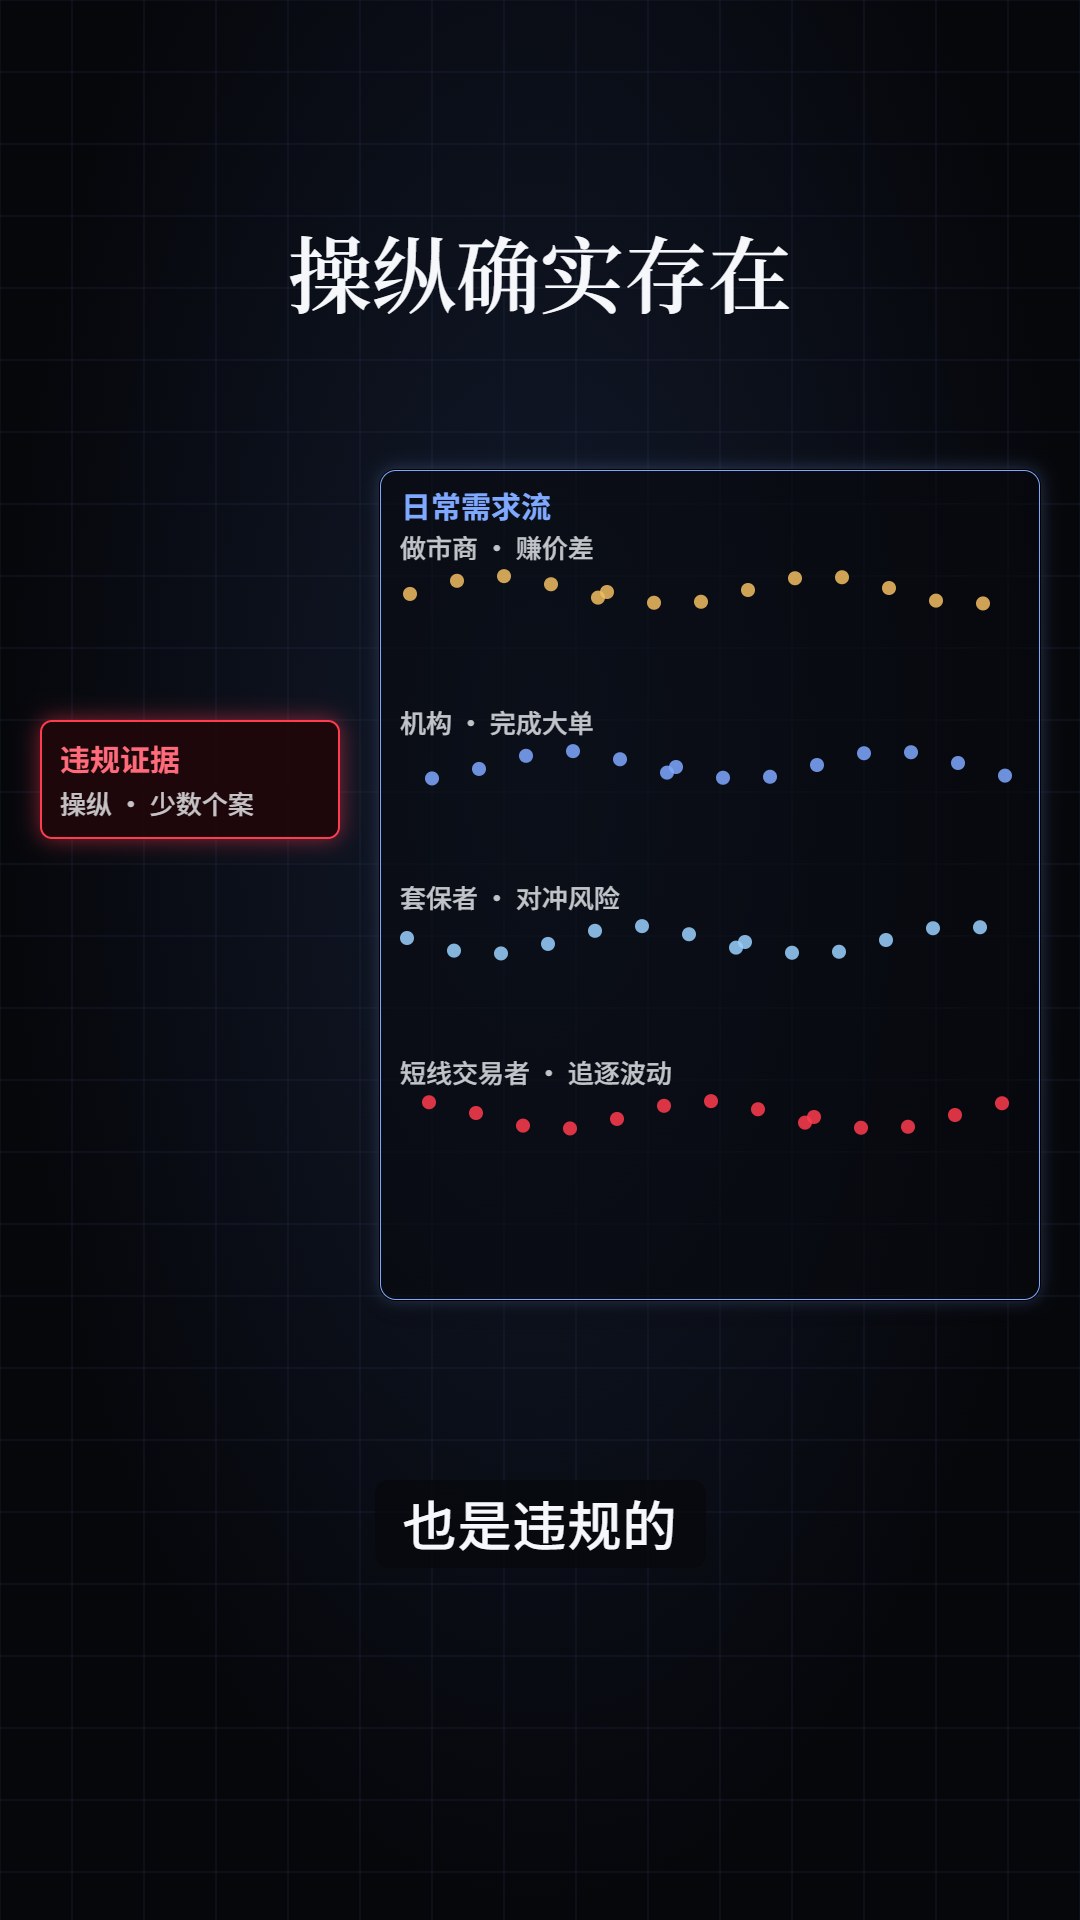 操纵确实存在
日常需求流
做市商 · 赚价差
机构 · 完成大单
违规证据
操纵 · 少数个案
套保者 · 对冲风险
短线交易者 · 追逐波动
也是违规的